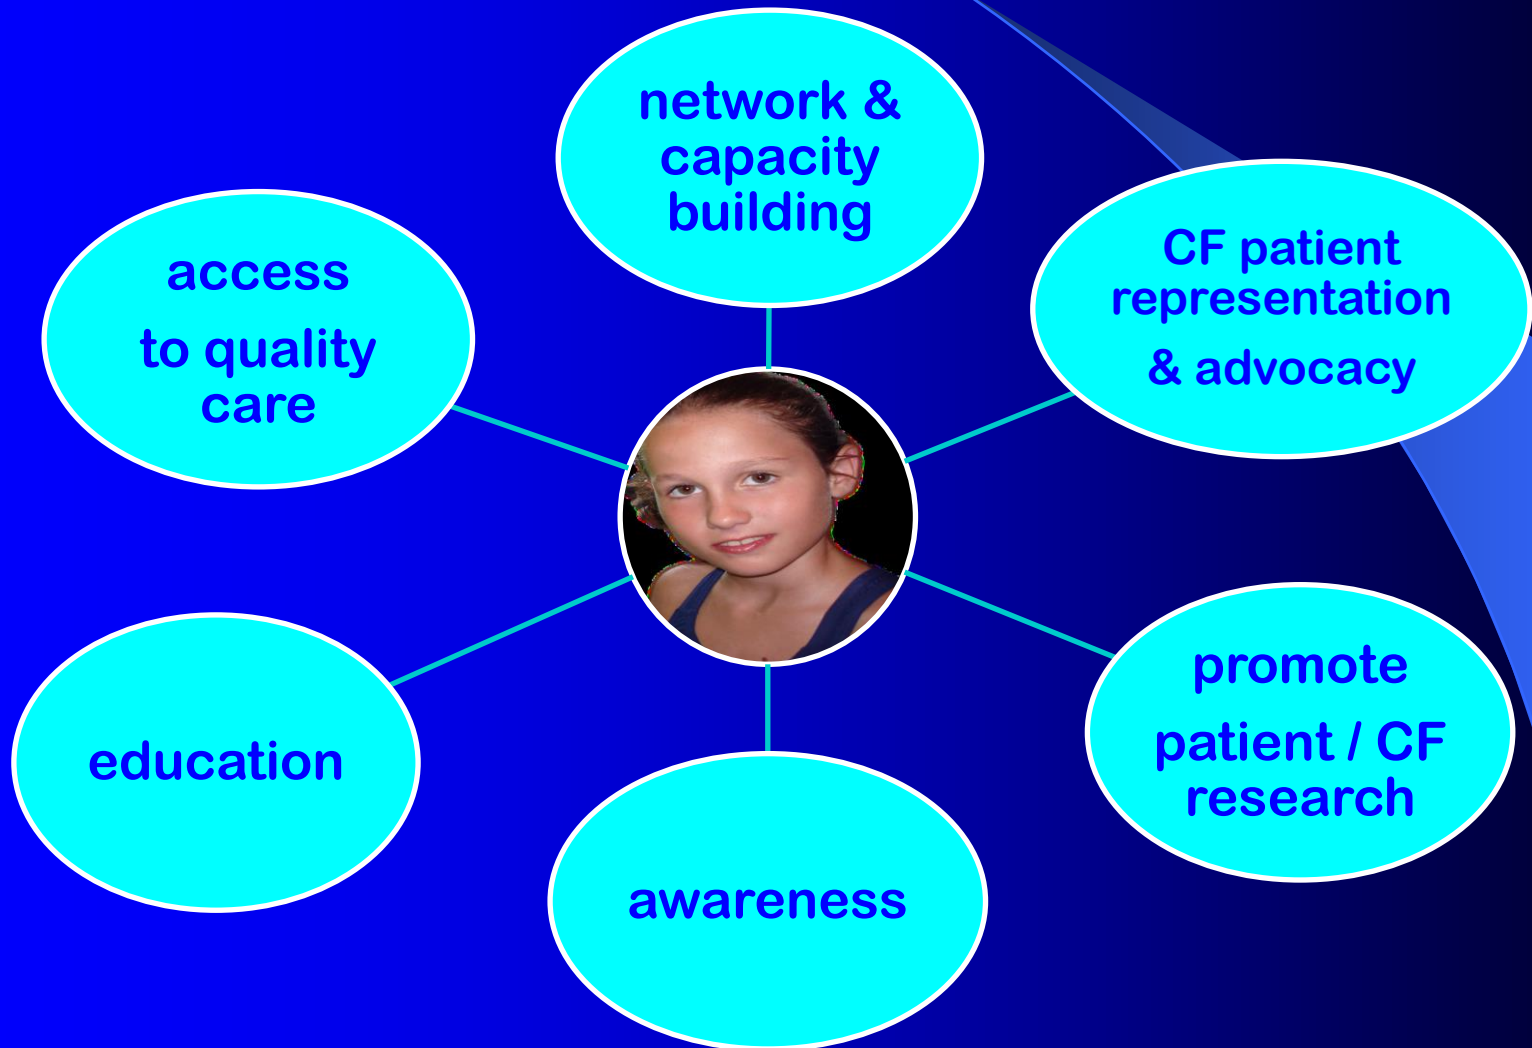 network &
capacity
building
CF patient
representation
& advocacy
promote
patient / CF
research
awareness
education
access
to quality
care